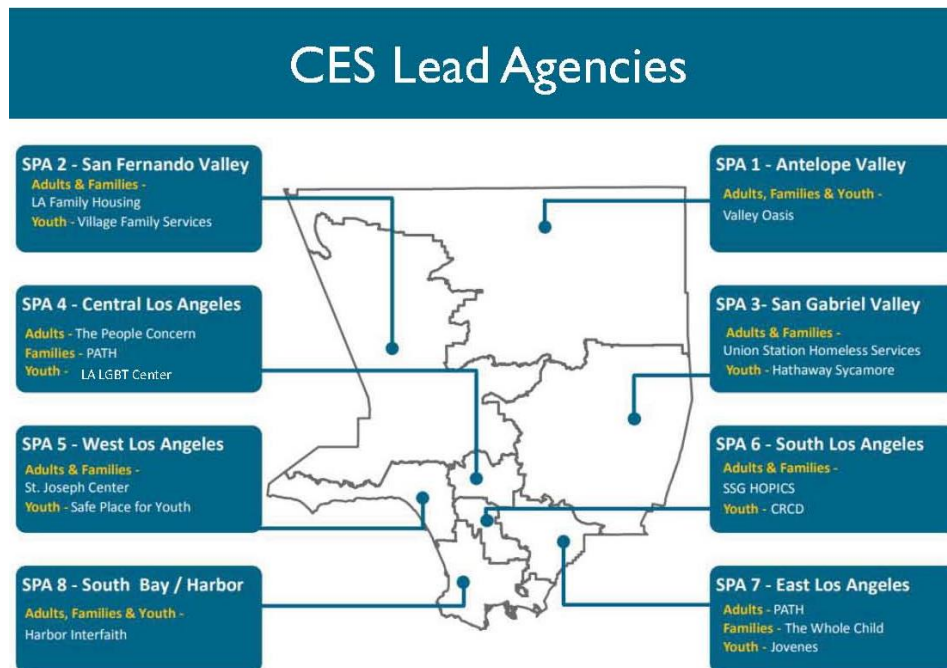 CES Lead Agencies
SPA 2 - San Fernando Valley
Adults & Families -
LA Family Housing
Youth - Village Family Services
SPA 4 - Central Los Angeles
Adults - The People Concern
Families - PATH
Youth - LA LGBT Center
SPA 5 - West Los Angeles
Adults & Families -
St. Joseph Center
Youth - Safe Place for Youth
SPA 8 - South Bay / Harbor
Adults, Families & Youth -
Harbor Interfaith
SPA 1 - Antelope Valley
Adults, Families & Youth -
Valley Oasis
SPA 3- San Gabriel Valley
Adults & Families -
Union Station Homeless Services
Youth - Hathaway Sycamore
SPA 6 - South Los Angeles
Adults & Families -
SSG HOPICS
Youth - CRCD
SPA 7 - East Los Angeles
Adults - PATH
Families - The Whole Child
Youth - Jovenes